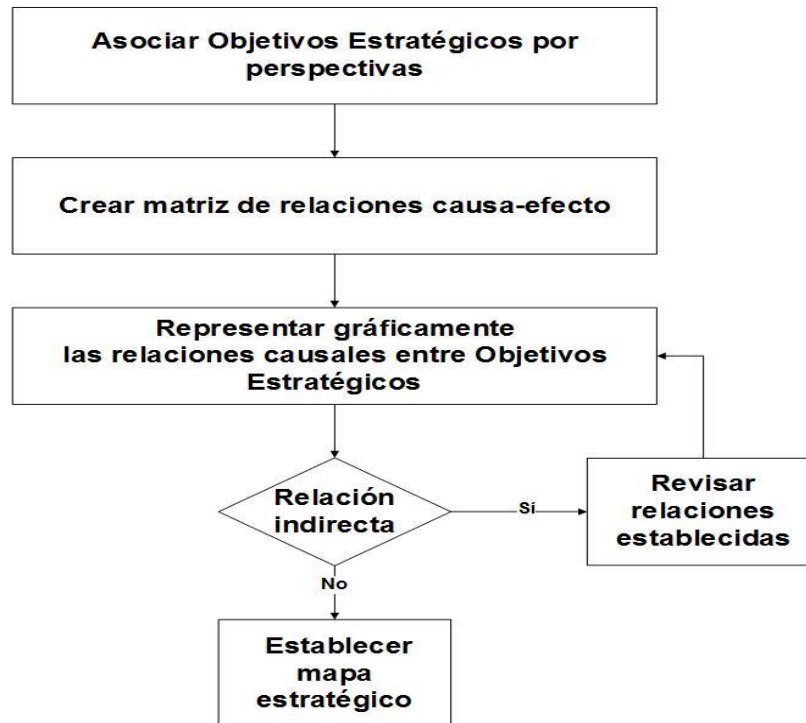 Asociar Objetivos Estratégicos por
perspectivas
Crear matriz de relaciones causa-efecto
Representar gráficamente
las relaciones causales entre Objetivos
Estratégicos
Relación
indirecta
Sí
Revisar
relaciones
establecidas
No
Establecer
mapa
estratégico